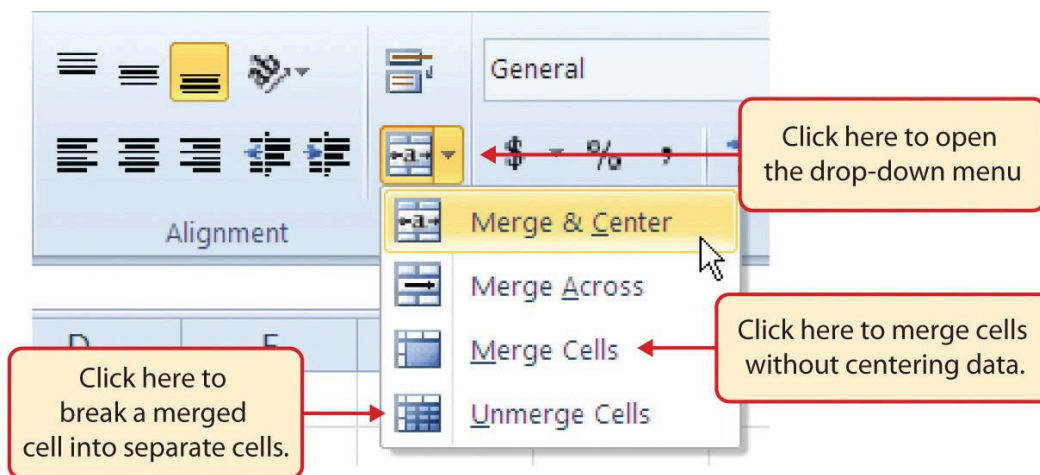 General
$ % ,
Click here to open
the drop-down menu
Alignment
Merge & Center
Merge Across
Merge Cells
Unmerge Cells
Click here to merge cells
without centering data.
Click here to
break a merged
cell into separate cells.